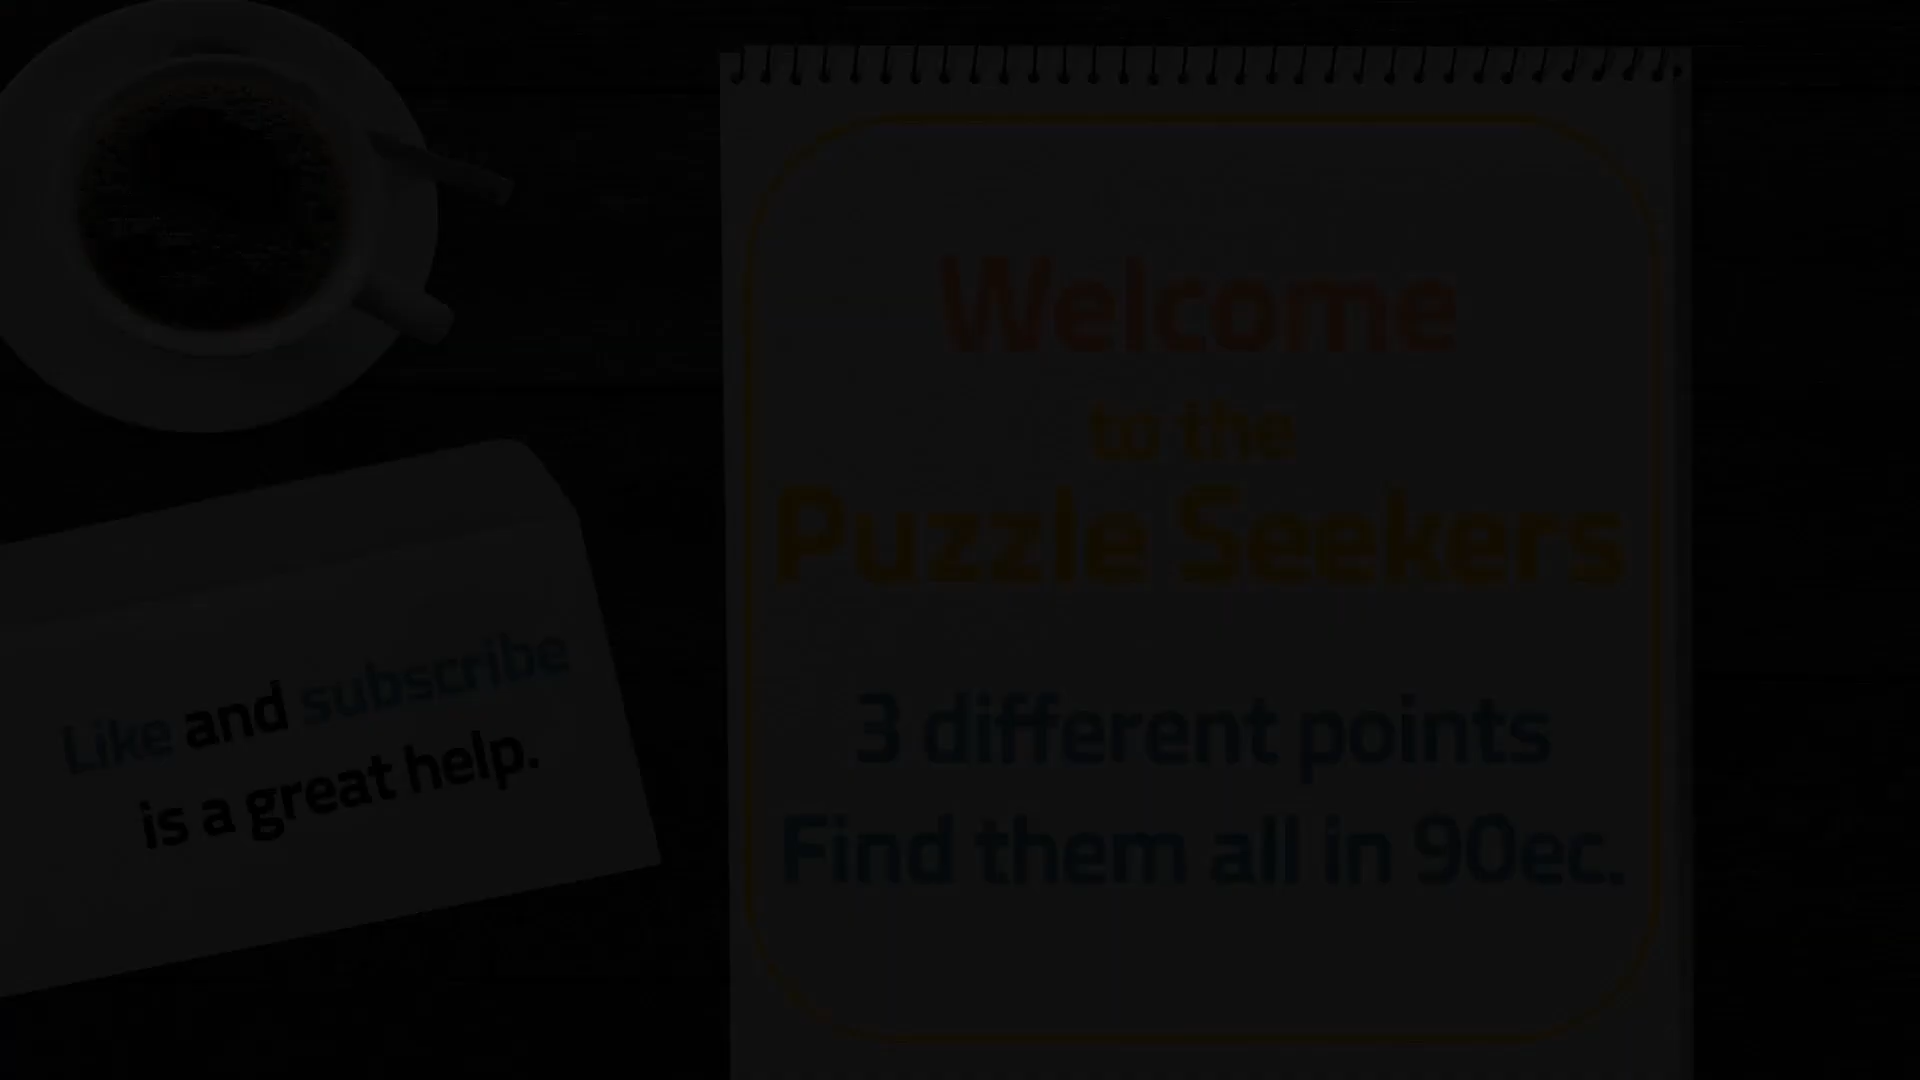 Welcome
to the
Puzzle Seekers
3 different points
Find them all in 90ec.
Like and subscribe
is a great help.